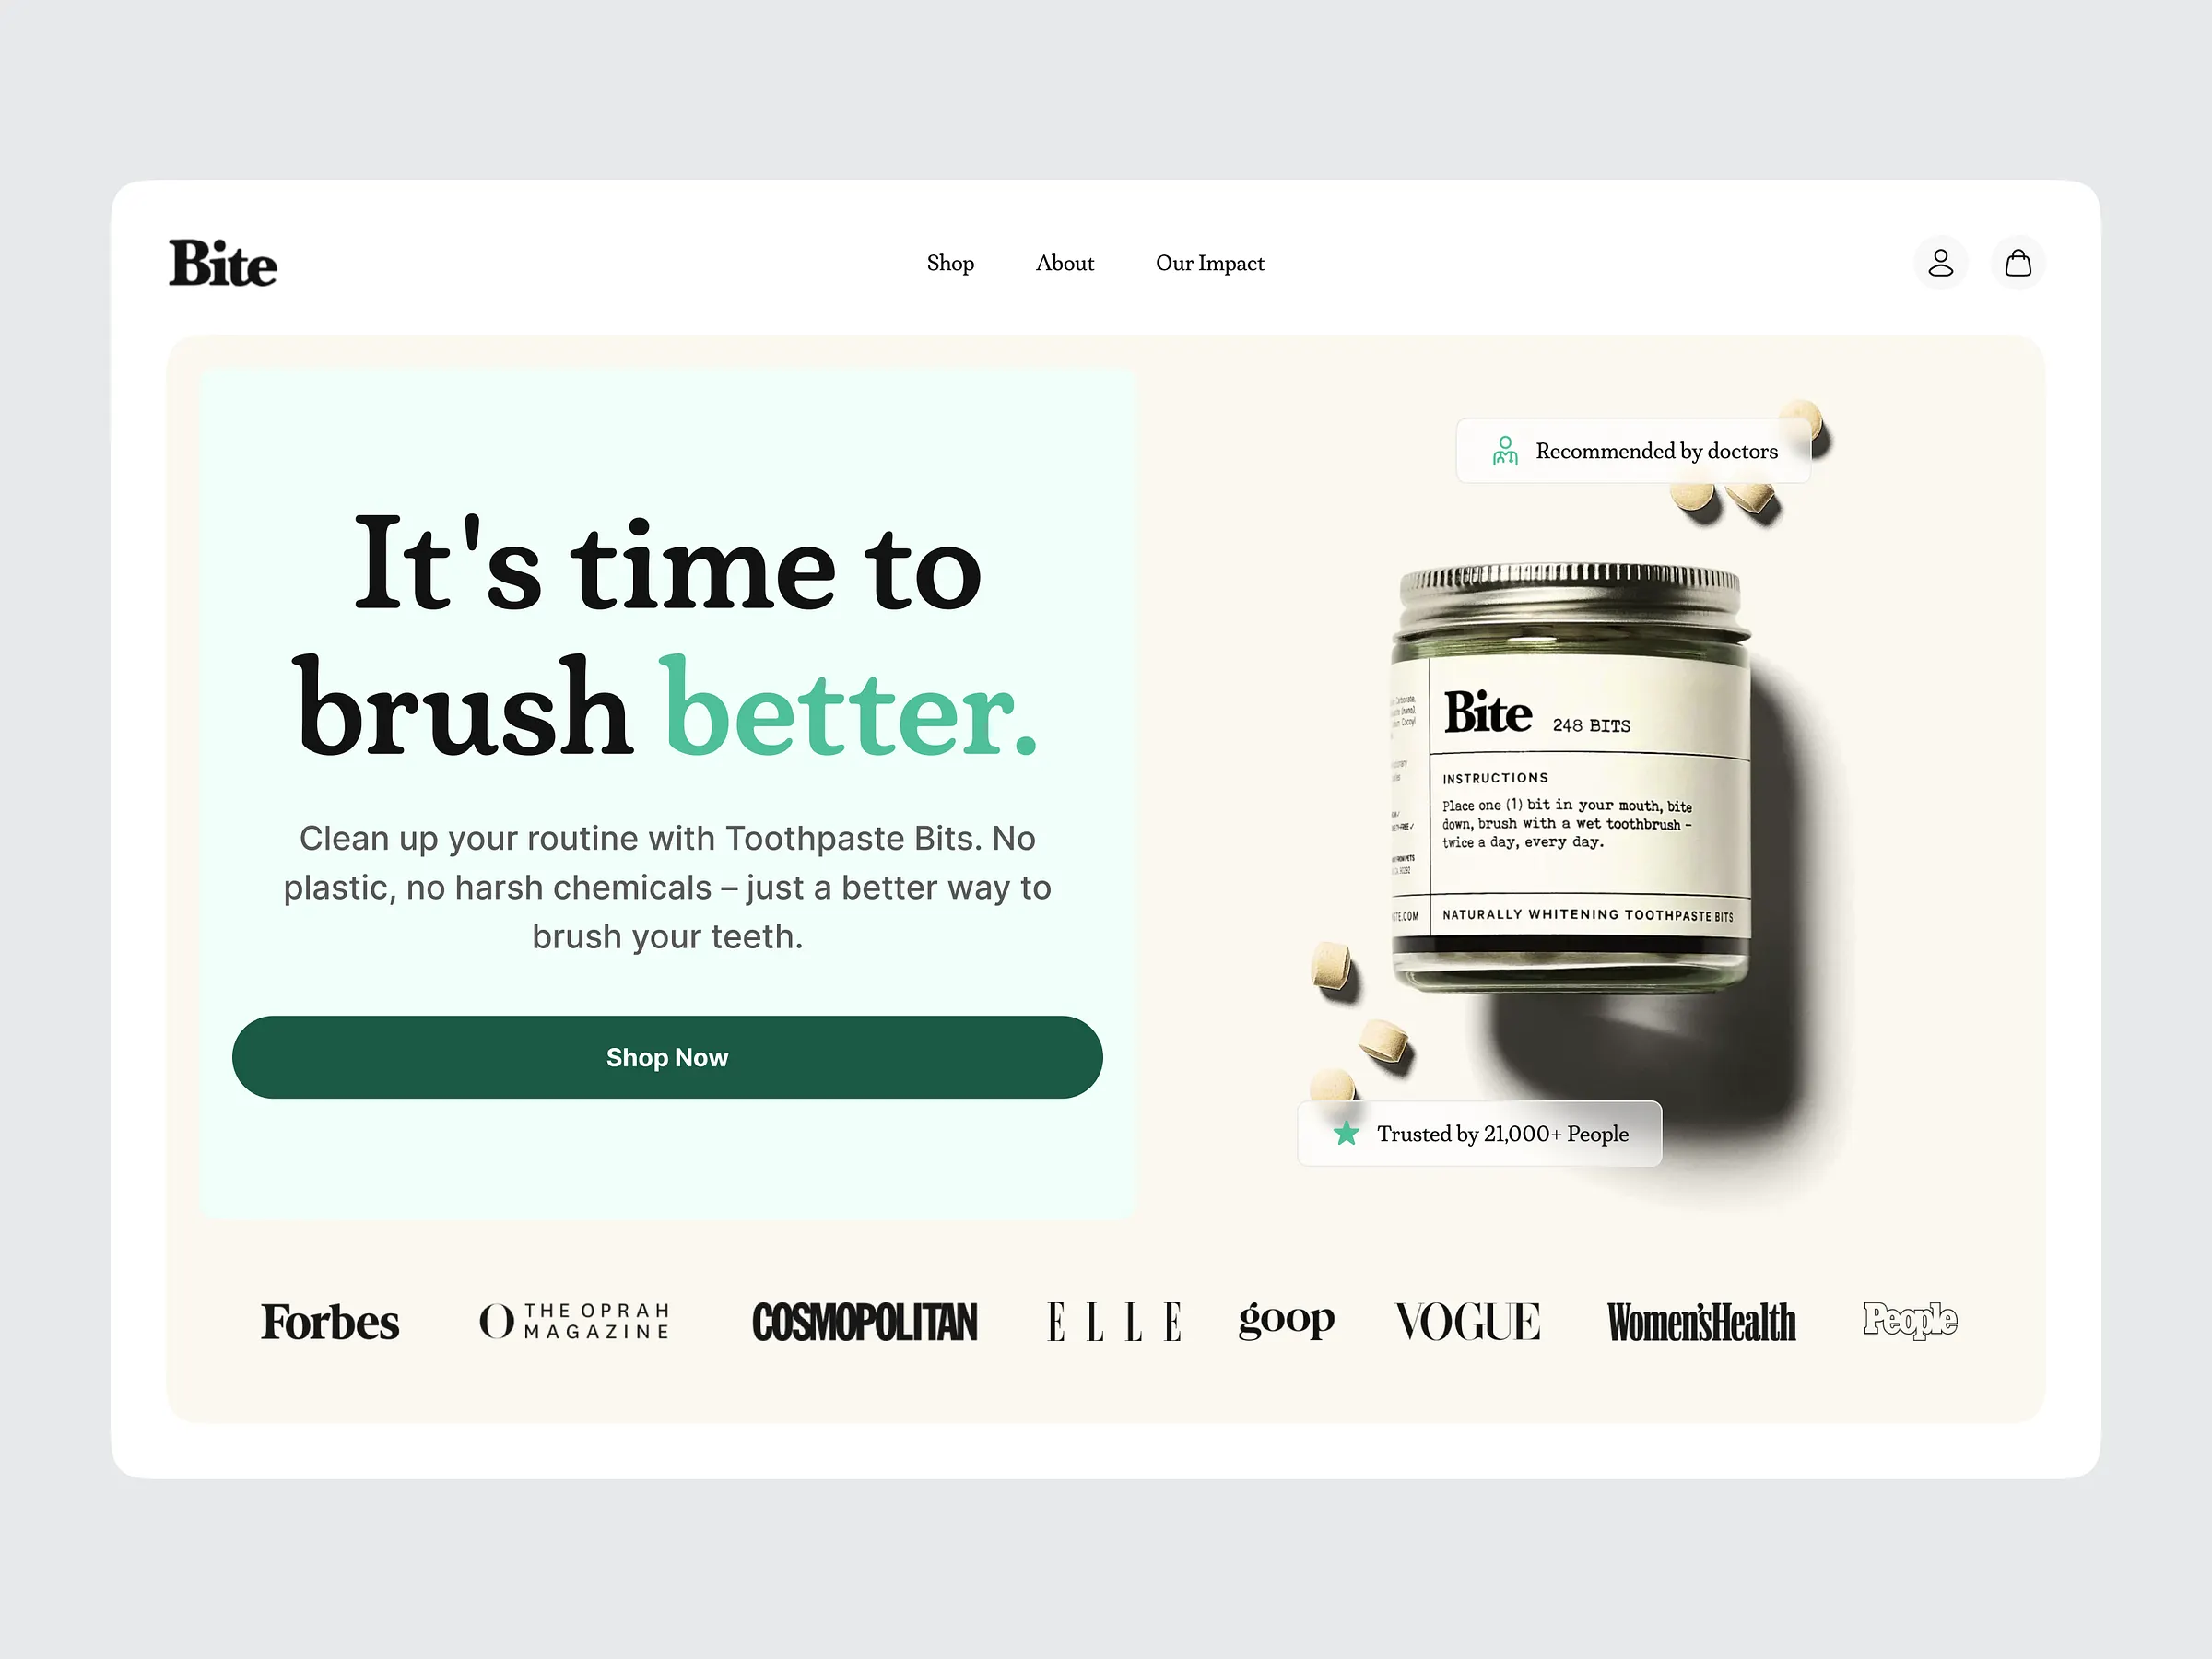 Bite
Shop
About
Our Impact
It's time to
brush better.
Clean up your routine with Toothpaste Bits. No
plastic, no harsh chemicals – just a better way to
brush your teeth.
Shop Now
Recommended by doctors
Bite 248 BITS
INSTRUCTIONS
Place one (1) bit in your mouth, bite
down, brush with a wet toothbrush –
twice a day, every day.
.COM
NATURALLY WHITENING TOOTHPASTE BITS
Trusted by 21,000+ People
Forbes
O THE OPRAH
MAGAZINE
COSMOPOLITAN
ELLE
goop
VOGUE
Women'sHealth
People